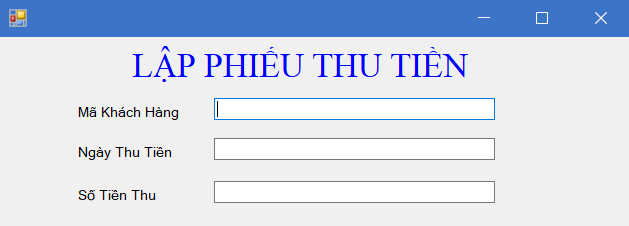 LẬP PHIẾU THU TIỀN
Mã Khách Hàng
Ngày Thu Tiền
Số Tiền Thu